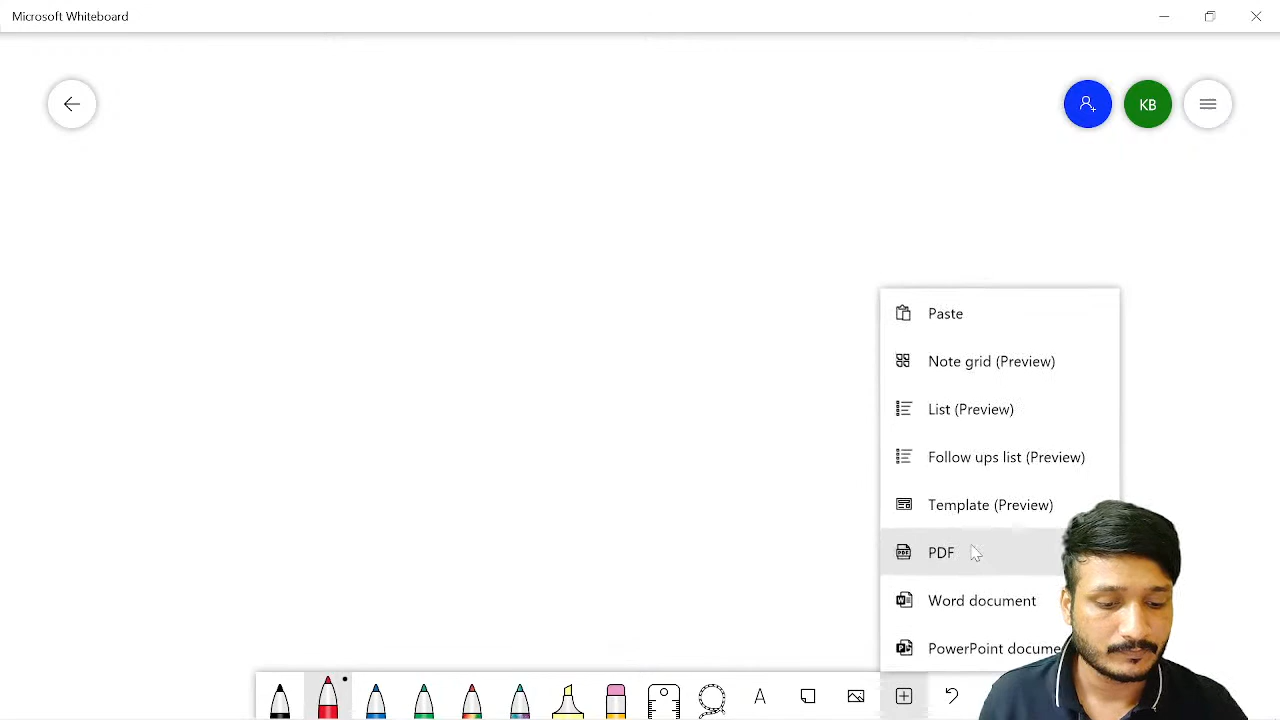 Microsoft Whiteboard
KB
Paste
Note grid (Preview)
List (Preview)
Follow ups list (Preview)
Template (Preview)
PDF
PDF
Word document
W
PowerPoint docume
P
A